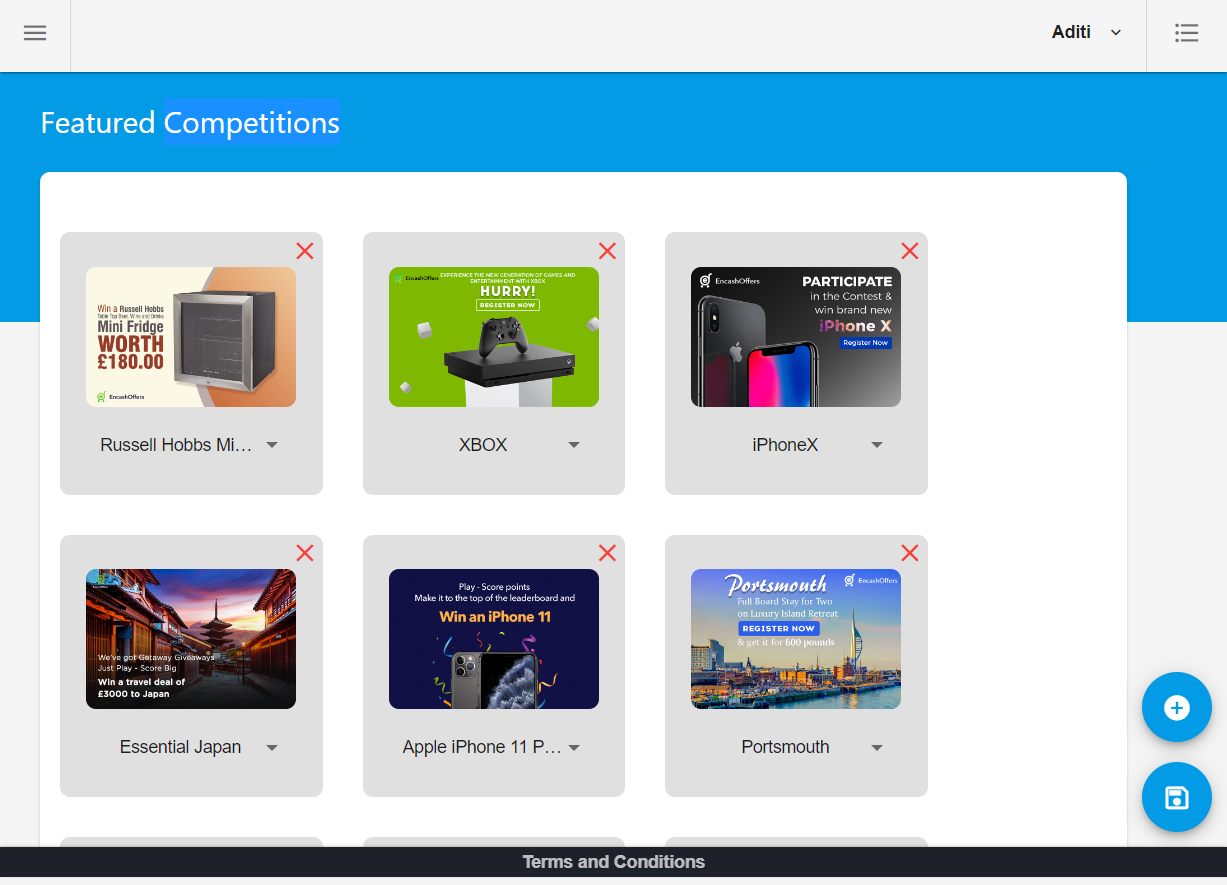 Aditi
Featured Competitions
Win a Russell Hobbs
Table Top Beer, Wine and Drinks
Mini Fridge
WORTH
£180.00
EncashOffers
Russell Hobbs Mi...
EncashOffers
EXPERIENCE THE NEW GENERATION OF GAMES AND
ENTERTAINMENT WITH XBOX
HURRY!
REGISTER NOW
XBOX
EncashOffers
PARTICIPATE
in the Contest &
win brand new
iPhone X
Register Now
iPhoneX
We've got Getaway Giveaways
Just Play - Score Big
Win a travel deal of
£3000 to Japan
Essential Japan
Play - Score points
Make it to the top of the leaderboard and
Win an iPhone 11
Apple iPhone 11 P...
Portsmouth
EncashOffers
Full Board Stay for Two
on Luxury Island Retreat
REGISTER NOW
& get it for 600 pounds
Portsmouth
Terms and Conditions